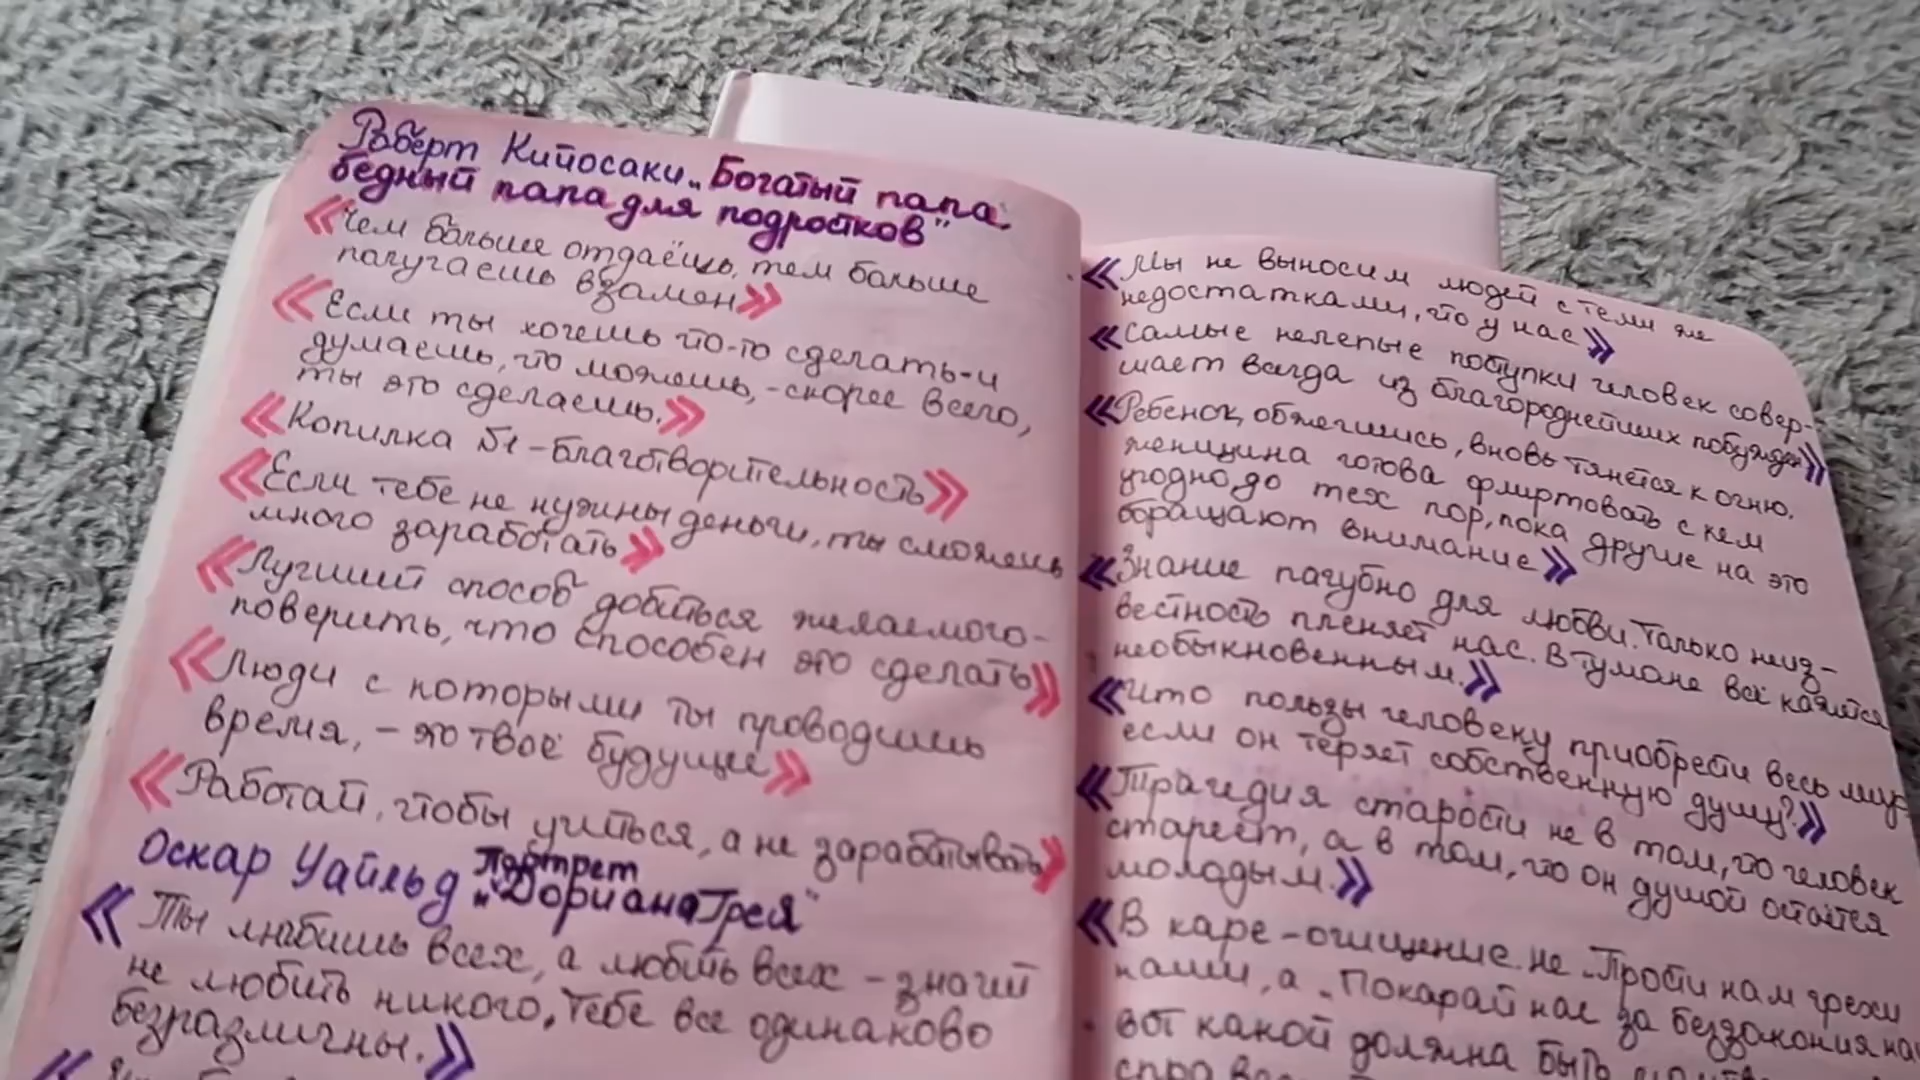 Роберт Кийосаки „Богатый папа,
бедный папа для подростков"
«Чем больше отдаёшь, тем больше
получаешь взамен»
«Если ты хочешь что-то сделать-и
думаешь, что можешь, -скорее всего,
ты это сделаешь.»
«Копилка №1-благотворительность»
«Если тебе не нужны деньги, ты сможешь
много заработать»
«Лучший способ добиться желаемого-
поверить, что способен это сделать»
«Люди с которыми ты проводишь
время, - это твоё будущее»
«Работай, чтобы учиться, а не зарабатывать»
Оскар Уайльд „Портрет
Дориана Грея"
«Ты любишь всех, а любить всех - значит
не любить никого. Тебе все одинаково
безразличны.»
«Мы не выносим людей с теми же
недостатками, что у нас»
«Самые нелепые поступки человек совер-
шает всегда из благороднейших побужден»
«Ребенок, обжегшись, вновь тянется к огню.
женщина готова флиртовать с кем
угодно до тех пор, пока другие на это
боращают внимание»
«Знание пагубно для любви. Только неиз-
вестность пленяет нас. В тумане все кажется
необыкновенным.»
«Что пользы человеку приобрести весь мир
если он теряет собственную душу?»
«Трагедия старости не в том, что человек
стареет, а в том, что он душой остается
молодым.»
«В каре-очищение. не „Прости нам грехи
наши, а „Покарай нас за беззакония на
вот какой должна быть